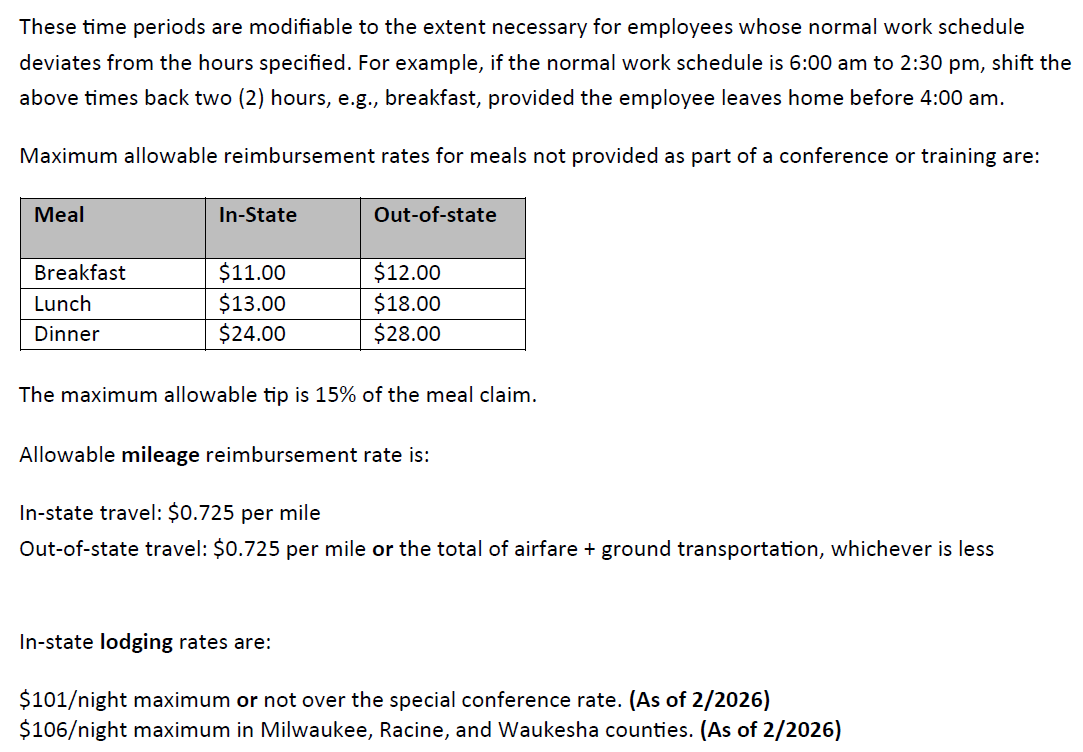 These time periods are modifiable to the extent necessary for employees whose normal work schedule
deviates from the hours specified. For example, if the normal work schedule is 6:00 am to 2:30 pm, shift the
above times back two (2) hours, e.g., breakfast, provided the employee leaves home before 4:00 am.
Maximum allowable reimbursement rates for meals not provided as part of a conference or training are:
Meal In-State Out-of-state
Breakfast $11.00 $12.00
Lunch $13.00 $18.00
Dinner $24.00 $28.00
The maximum allowable tip is 15% of the meal claim.
Allowable mileage reimbursement rate is:
In-state travel: $0.725 per mile
Out-of-state travel: $0.725 per mile or the total of airfare + ground transportation, whichever is less
In-state lodging rates are:
$101/night maximum or not over the special conference rate. (As of 2/2026)
$106/night maximum in Milwaukee, Racine, and Waukesha counties. (As of 2/2026)